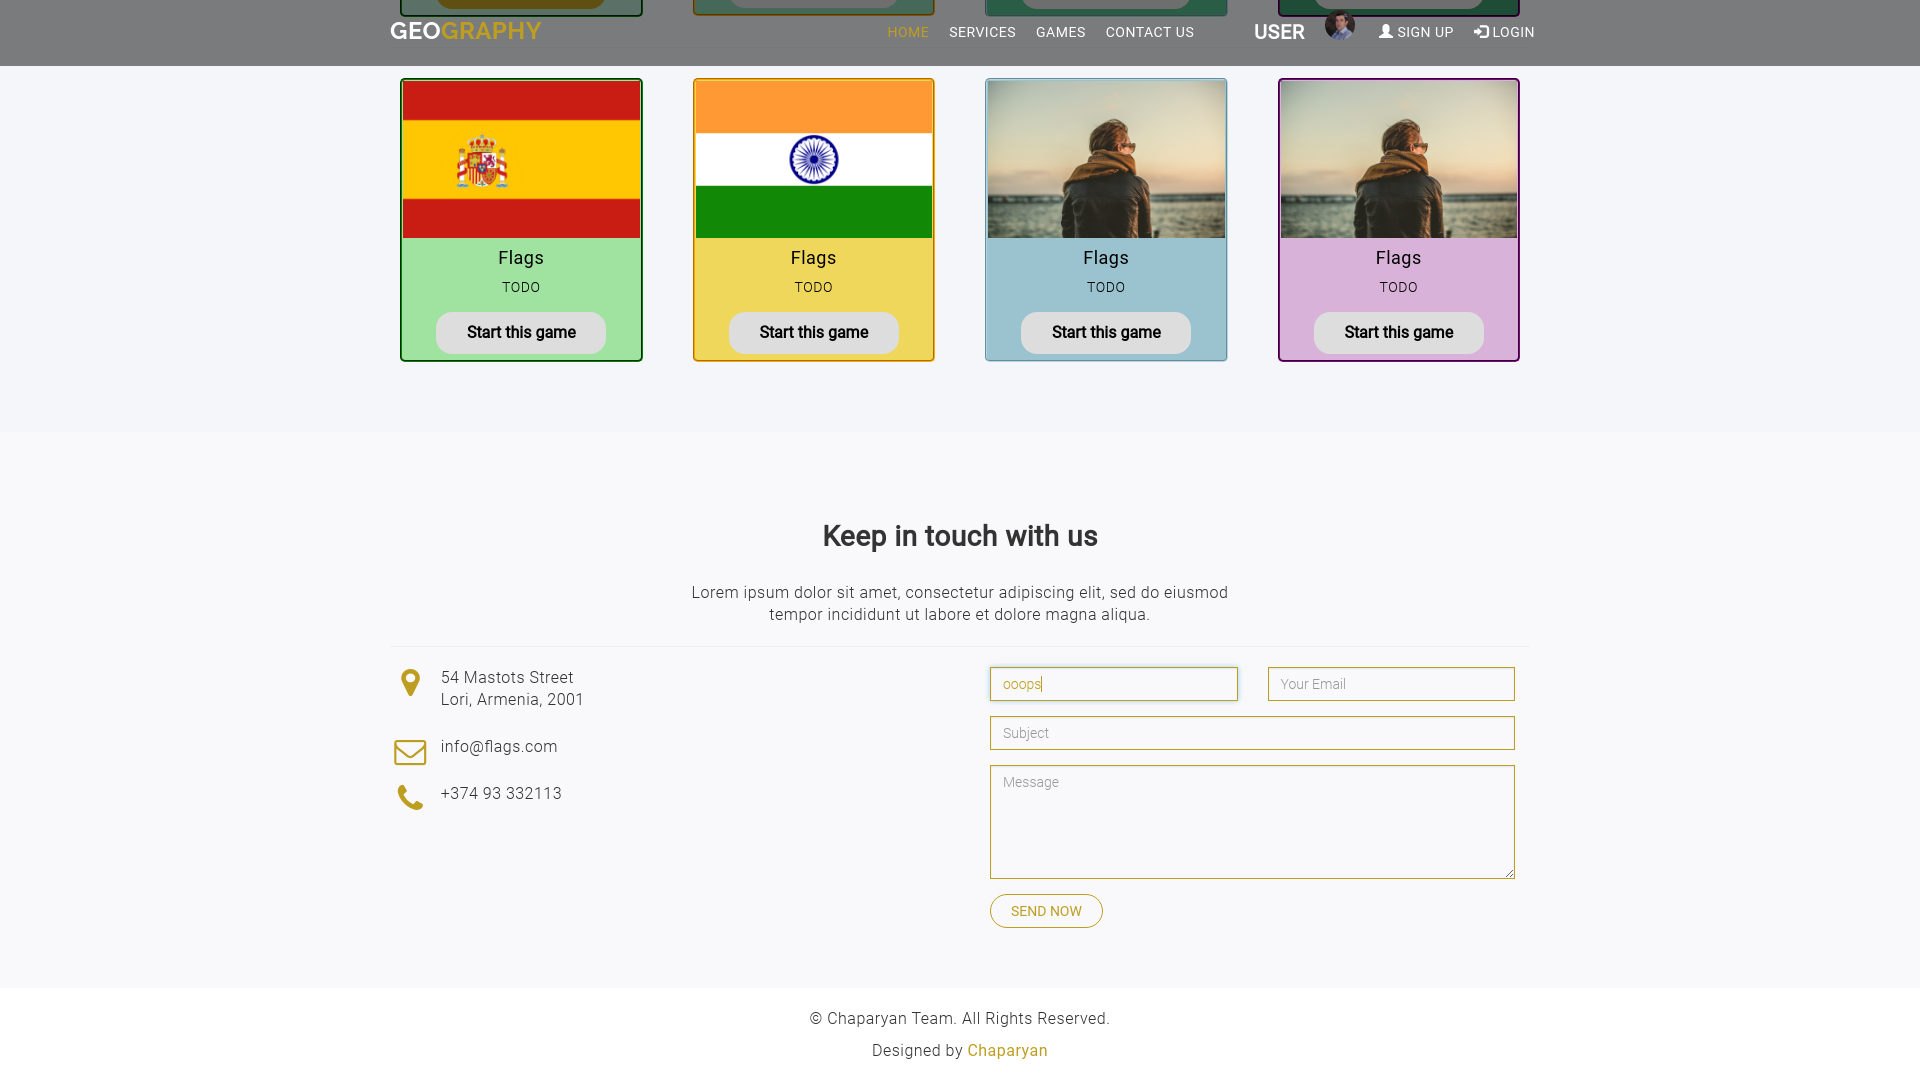 GEOGRAPHY
HOME SERVICES GAMES CONTACT US USER SIGN UP LOGIN
Flags Flags Flags Flags
TODO TODO TODO TODO
Start this game Start this game Start this game Start this game
Keep in touch with us
Lorem ipsum dolor sit amet, consectetur adipiscing elit, sed do eiusmod
tempor incididunt ut labore et dolore magna aliqua.
54 Mastots Street
Lori, Armenia, 2001
info@flags.com
+374 93 332113
ooops Your Email
Subject
Message
SEND NOW
© Chaparyan Team. All Rights Reserved.
Designed by Chaparyan